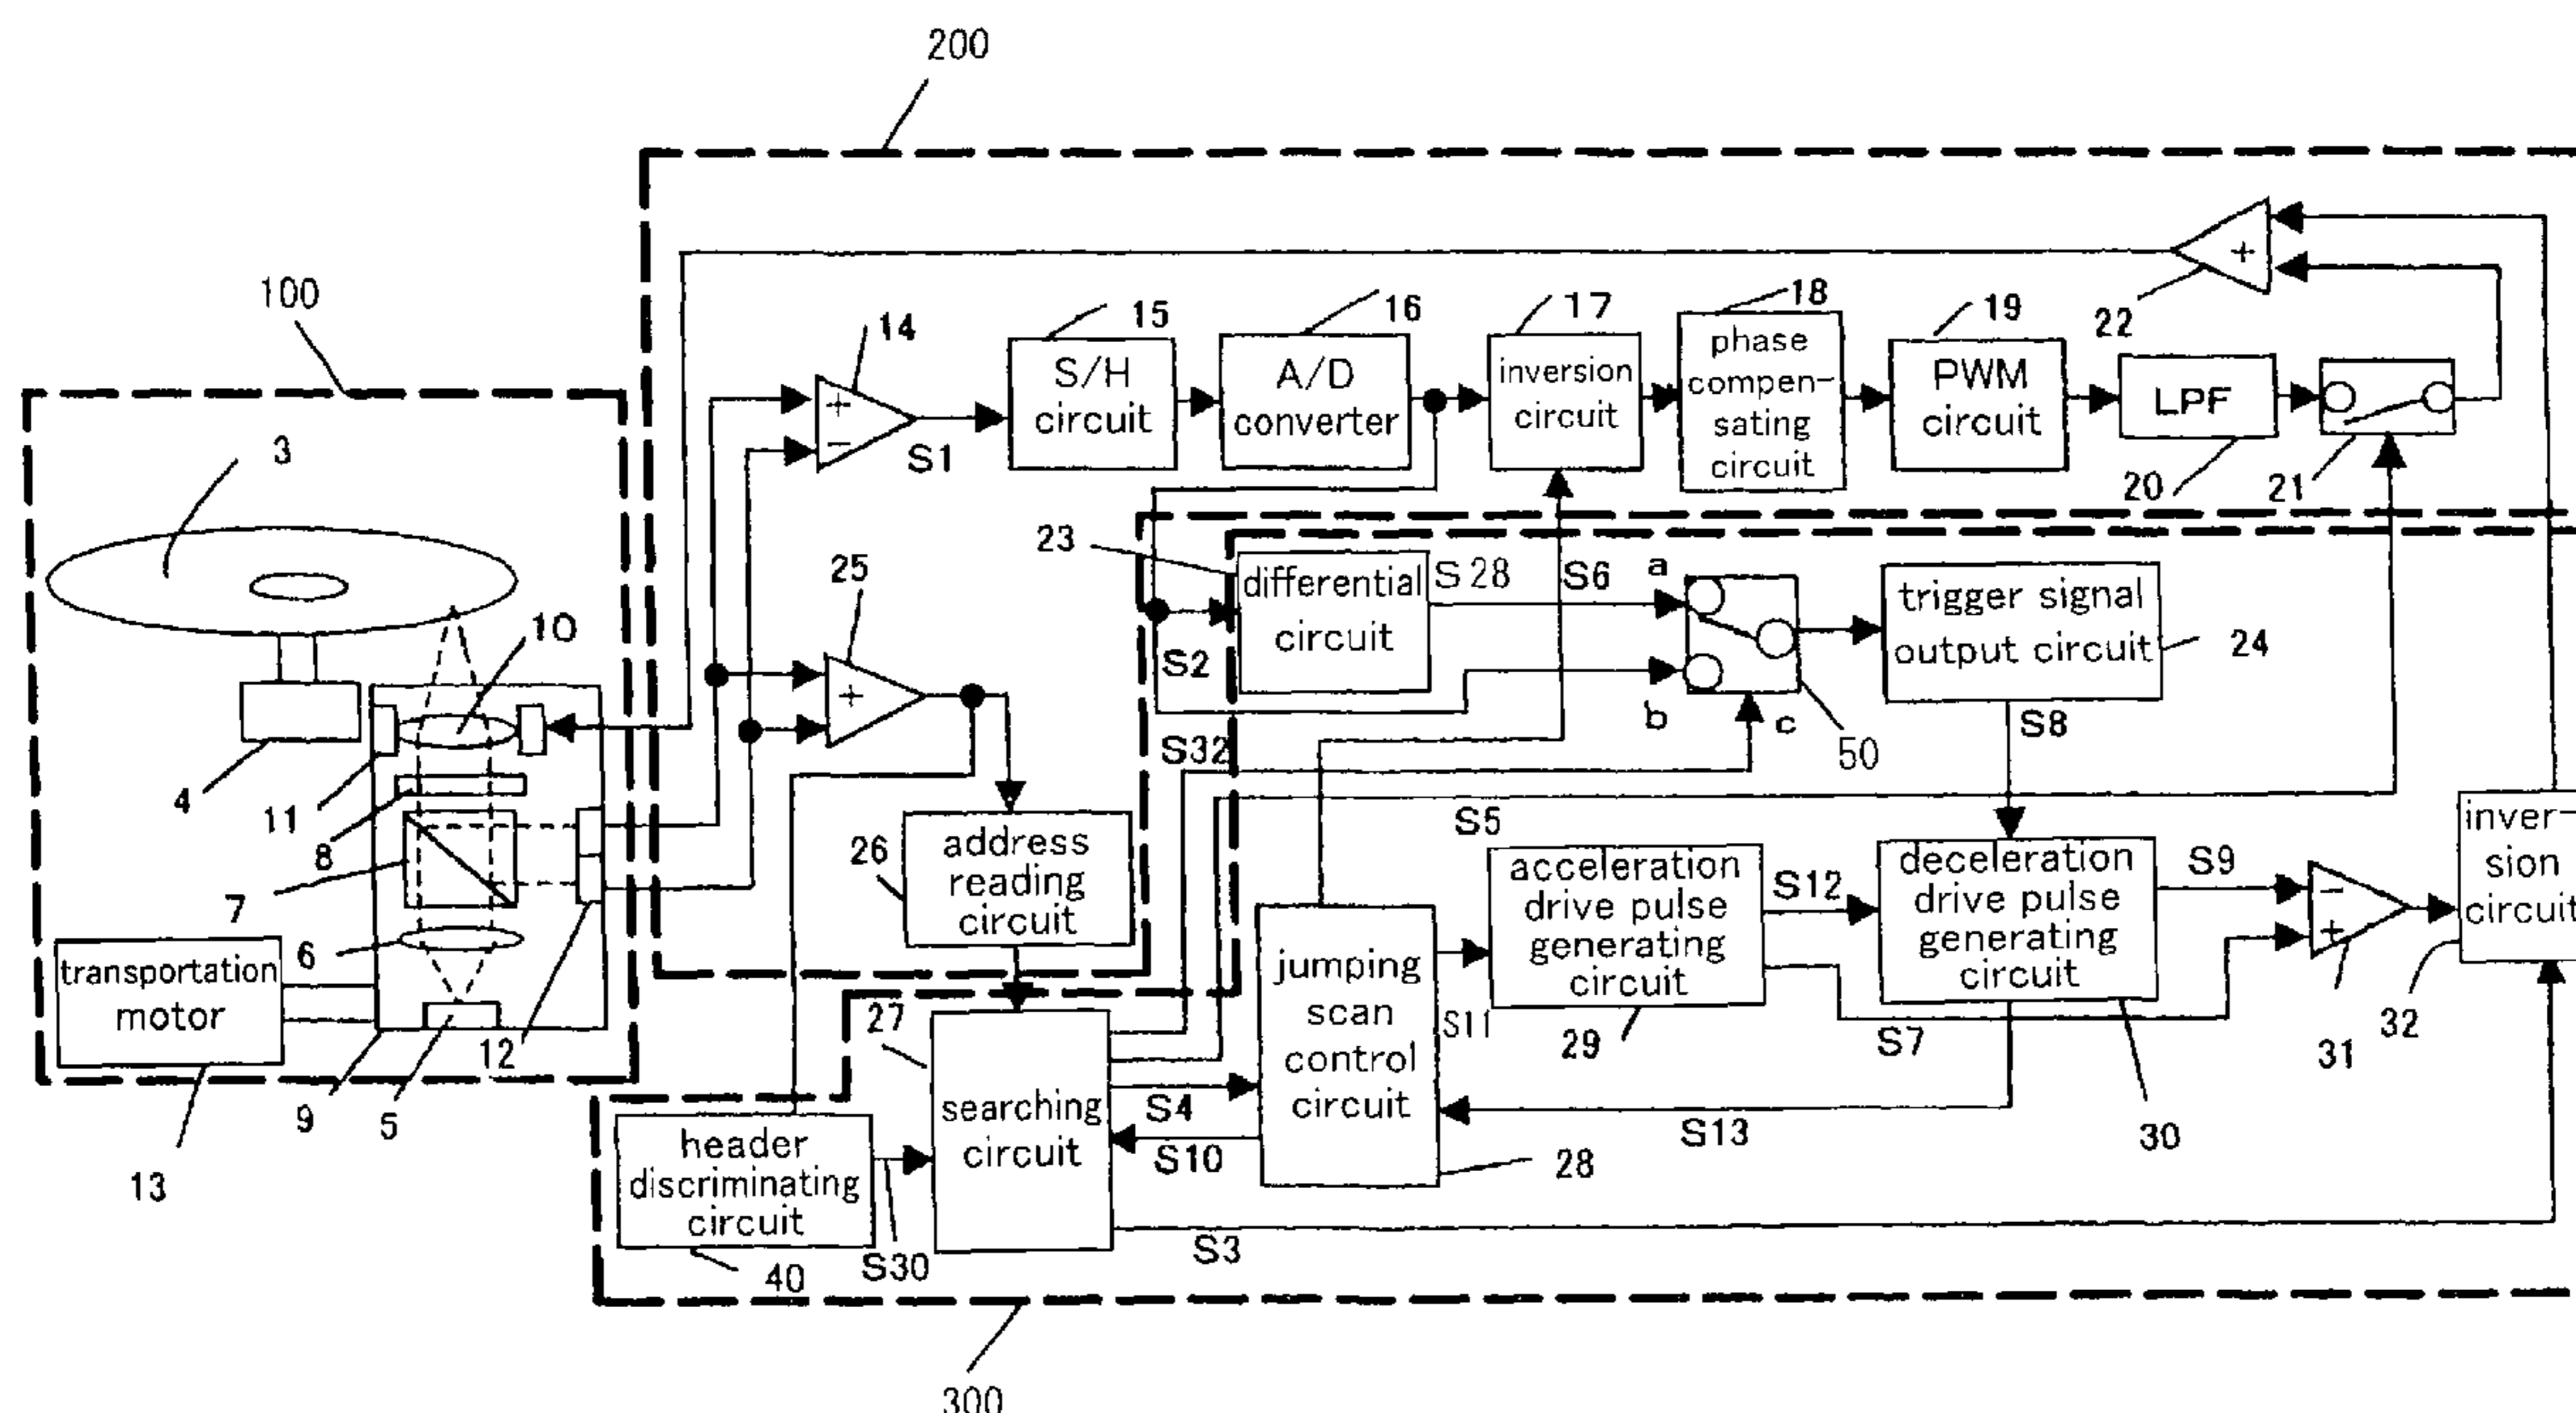 200
100
14
15
16
17
18
19
22
S/H
circuit
A/D
converter
inversion
circuit
phase
compen-
sating
circuit
PWM
circuit
LPF
+
+
−
S1
20
21
3
23
differential
circuit
S28
S6
a
trigger signal
output circuit
24
25
10
+
S2
b
c
50
S8
S32
4
11
8
S5
26
address
reading
circuit
7
6
transportation
motor
9
5
12
13
27
searching
circuit
jumping
scan
control
circuit
28
S11
acceleration
drive pulse
generating
circuit
29
S12
deceleration
drive pulse
generating
circuit
30
S9
−
+
31
inver-
sion
circuit
32
S7
S4
S10
S13
header
discriminating
circuit
40
S30
S3
300